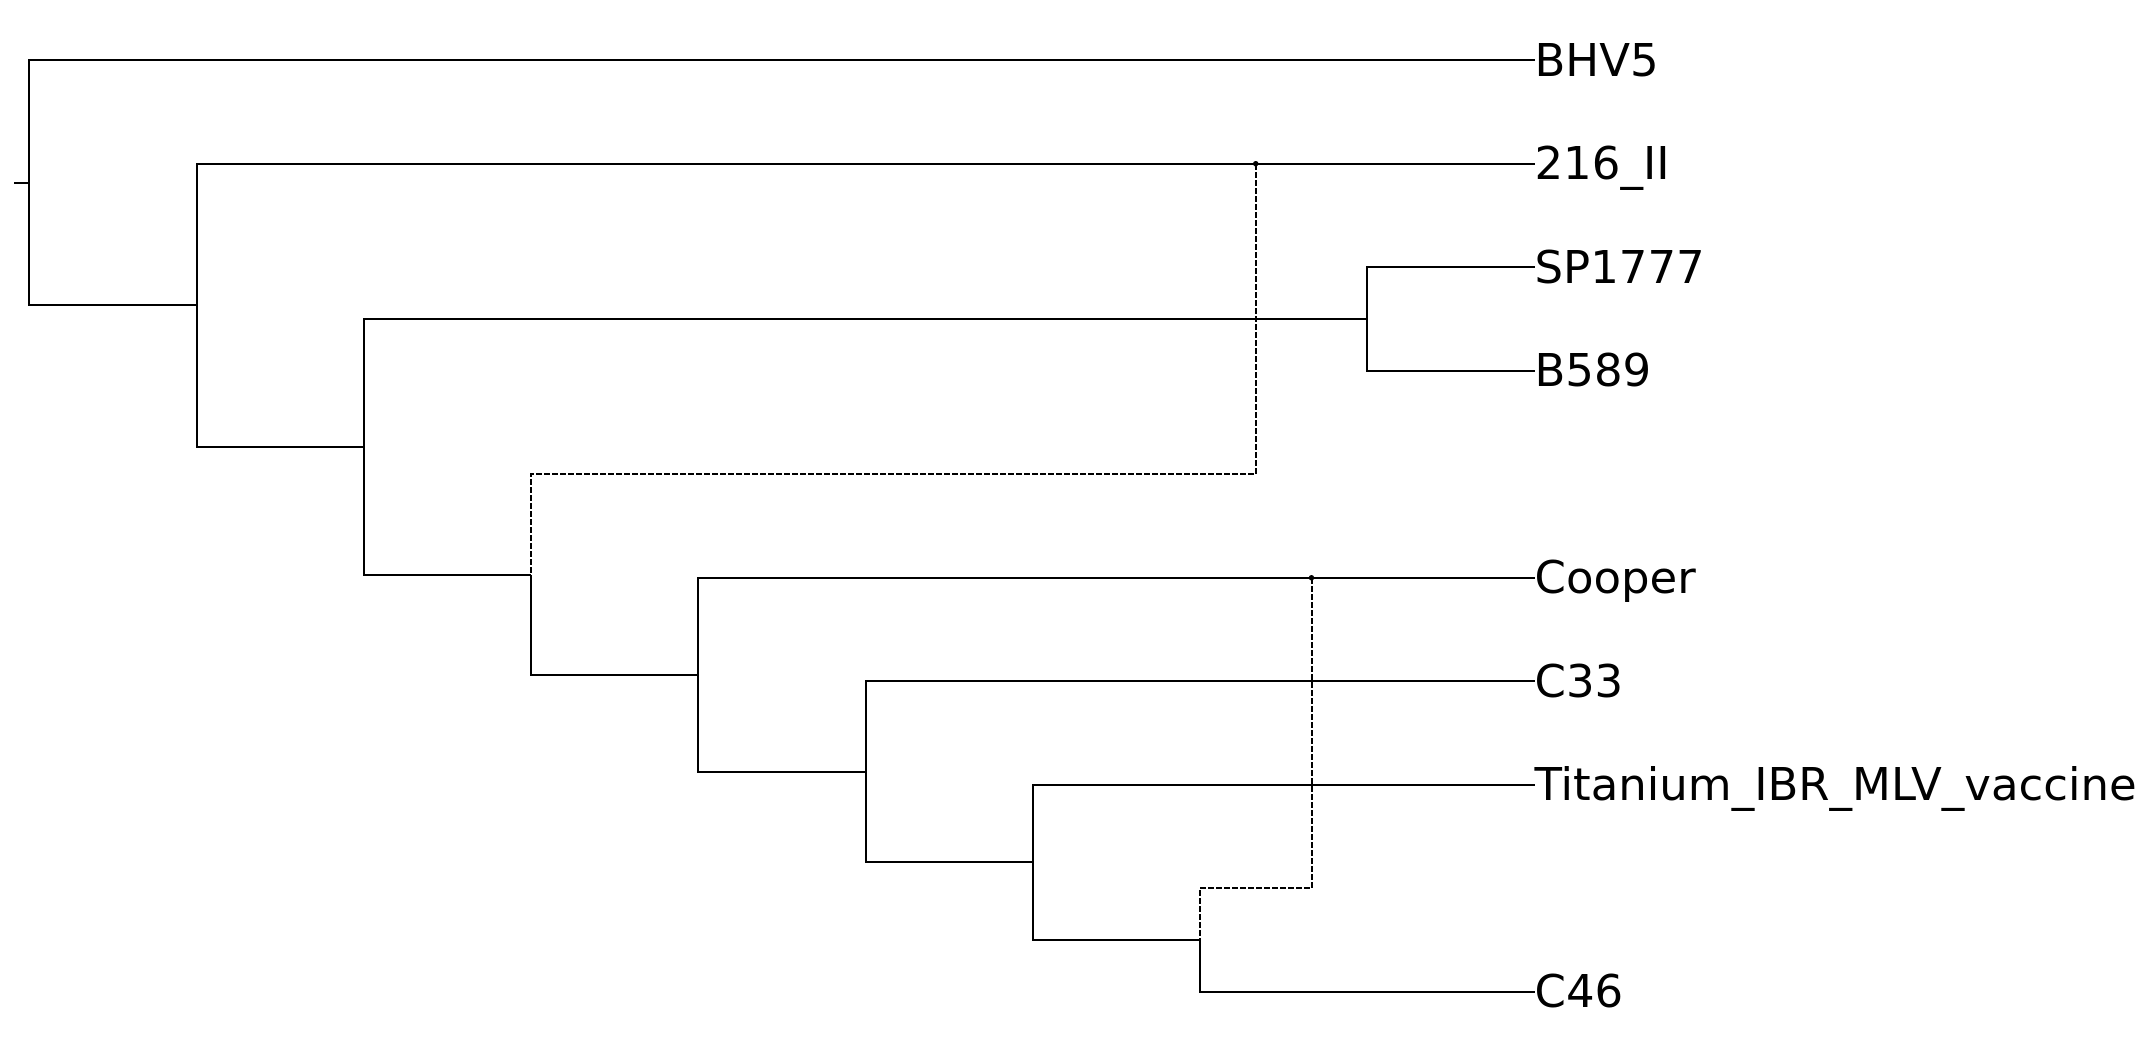 BHV5
216_II
SP1777
B589
Cooper
C33
Titanium_IBR_MLV_vaccine
C46